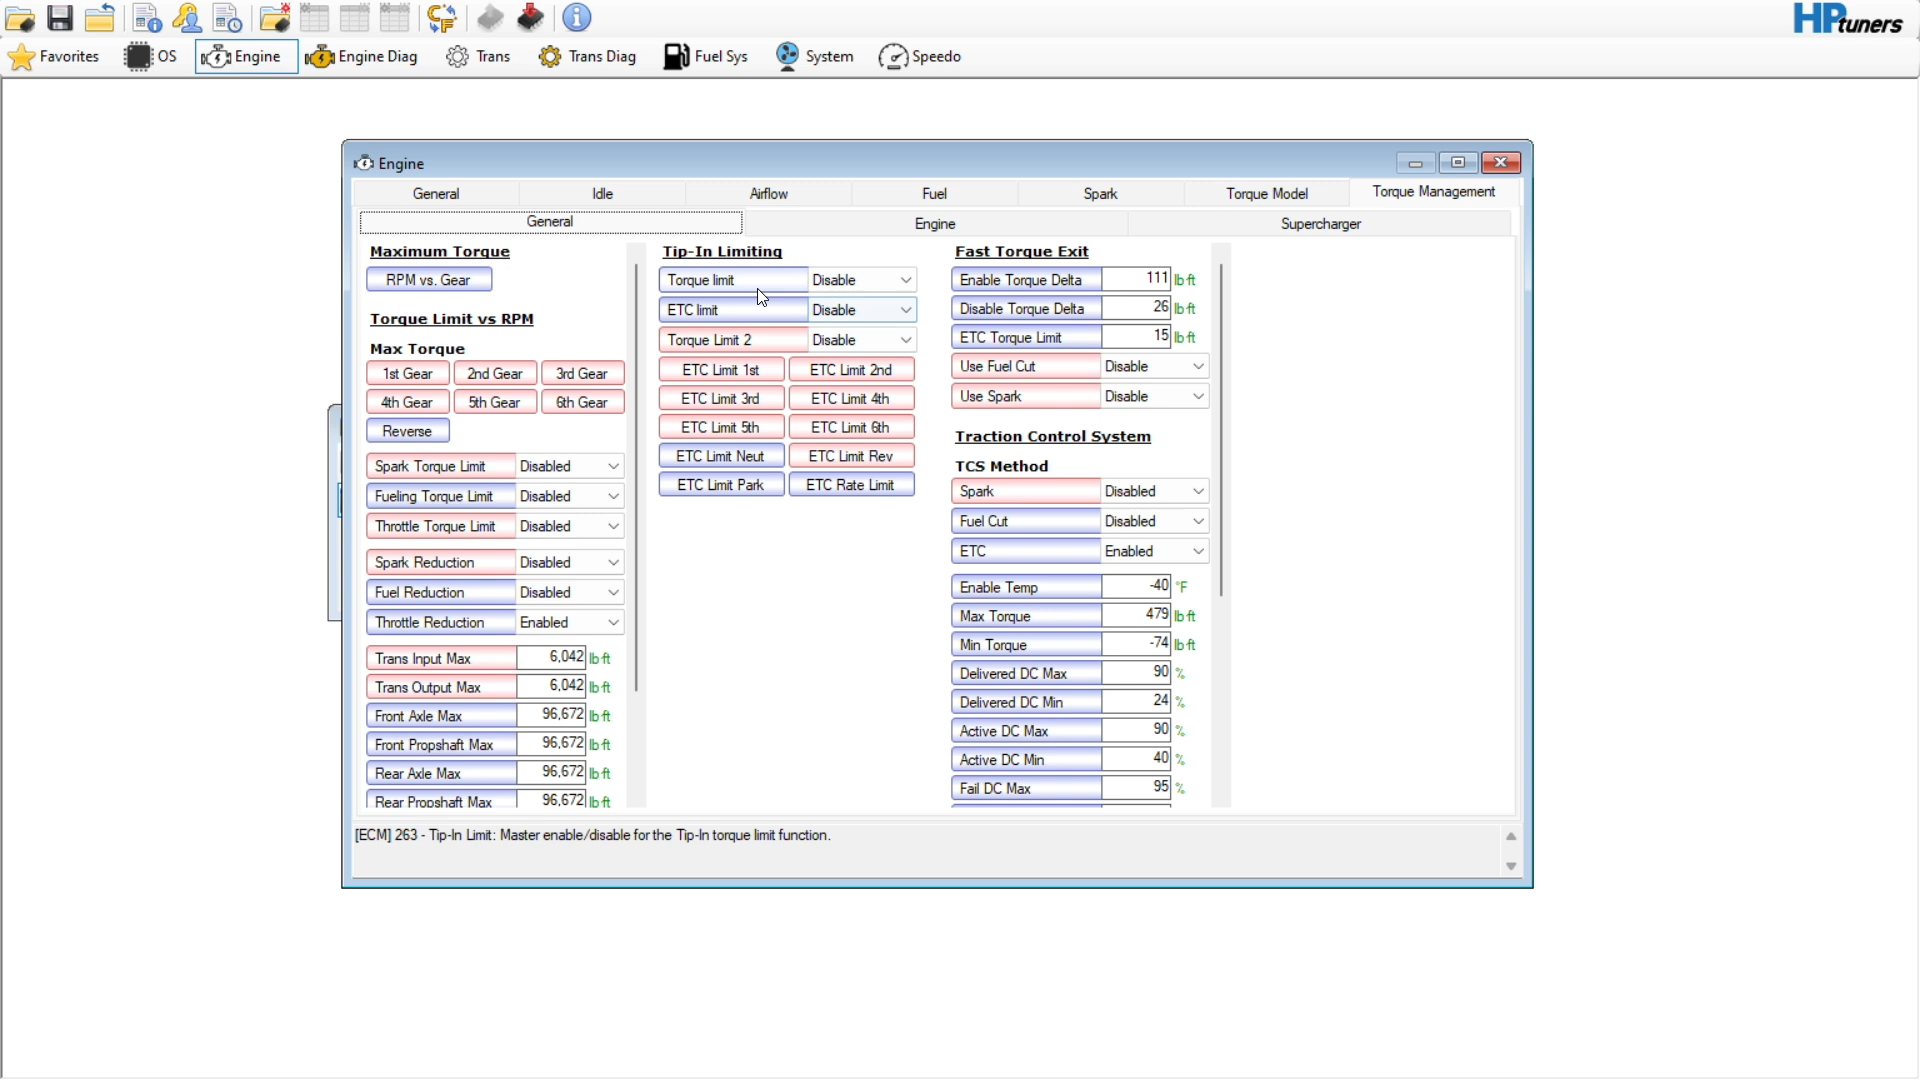 HPtuners
Favorites OS Engine Engine Diag Trans Trans Diag Fuel Sys System Speedo
Engine
General Idle Airflow Fuel Spark Torque Model Torque Management
General Engine Supercharger
Maximum Torque
RPM vs. Gear
Torque Limit vs RPM
Max Torque
1st Gear 2nd Gear 3rd Gear
4th Gear 5th Gear 6th Gear
Reverse
Spark Torque Limit Disabled
Fueling Torque Limit Disabled
Throttle Torque Limit Disabled
Spark Reduction Disabled
Fuel Reduction Disabled
Throttle Reduction Enabled
Trans Input Max 6,042 lb·ft
Trans Output Max 6,042 lb·ft
Front Axle Max 96,672 lb·ft
Front Propshaft Max 96,672 lb·ft
Rear Axle Max 96,672 lb·ft
Rear Propshaft Max 96,672 lb·ft
Tip-In Limiting
Torque limit Disable
ETC limit Disable
Torque Limit 2 Disable
ETC Limit 1st ETC Limit 2nd
ETC Limit 3rd ETC Limit 4th
ETC Limit 5th ETC Limit 6th
ETC Limit Neut ETC Limit Rev
ETC Limit Park ETC Rate Limit
Fast Torque Exit
Enable Torque Delta 111 lb·ft
Disable Torque Delta 26 lb·ft
ETC Torque Limit 15 lb·ft
Use Fuel Cut Disable
Use Spark Disable
Traction Control System
TCS Method
Spark Disabled
Fuel Cut Disabled
ETC Enabled
Enable Temp -40 °F
Max Torque 479 lb·ft
Min Torque -74 lb·ft
Delivered DC Max 90 %
Delivered DC Min 24 %
Active DC Max 90 %
Active DC Min 40 %
Fail DC Max 95 %
[ECM] 263 - Tip-In Limit: Master enable/disable for the Tip-In torque limit function.